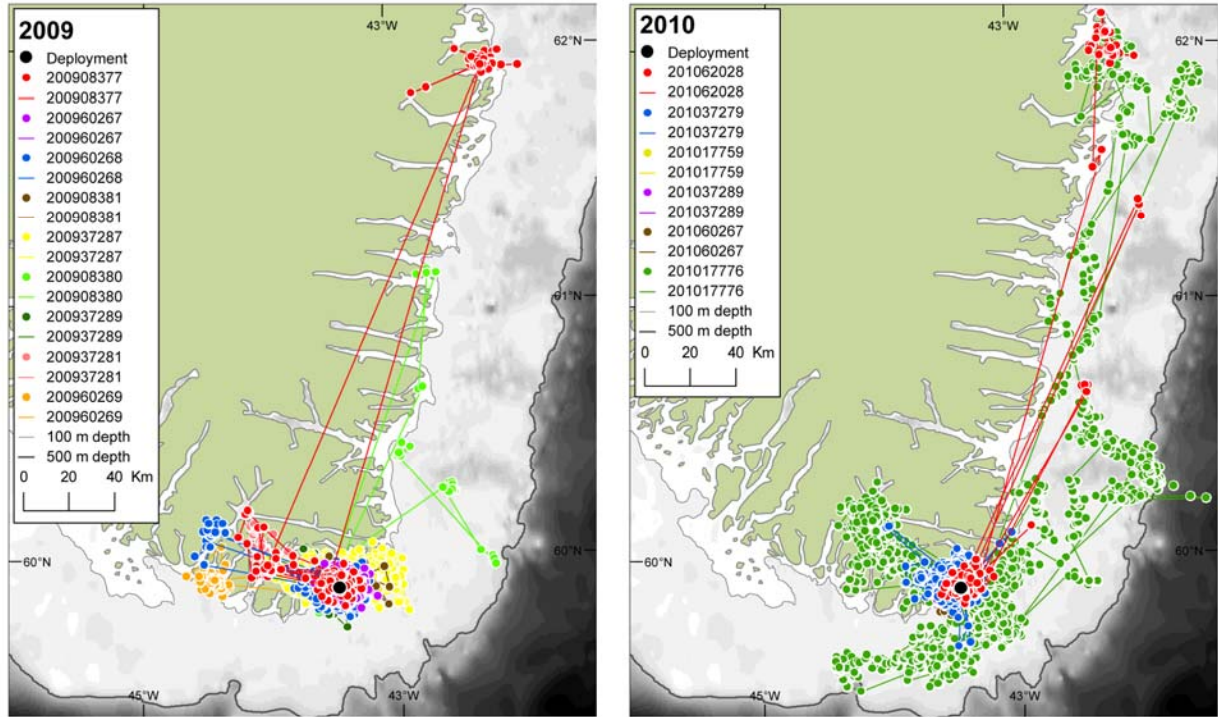 2009
Deployment
200908377
200908377
200960267
200960267
200960268
200960268
200908381
200908381
200937287
200937287
200908380
200908380
200937289
200937289
200937281
200937281
200960269
200960269
100 m depth
500 m depth
0 20 40 Km
43°W
62°N
61°N
60°N
60°N
45°W
43°W
2010
Deployment
201062028
201062028
201037279
201037279
201017759
201017759
201037289
201037289
201060267
201060267
201017776
201017776
100 m depth
500 m depth
0 20 40 Km
43°W
62°N
61°N
60°N
60°N
45°W
43°W